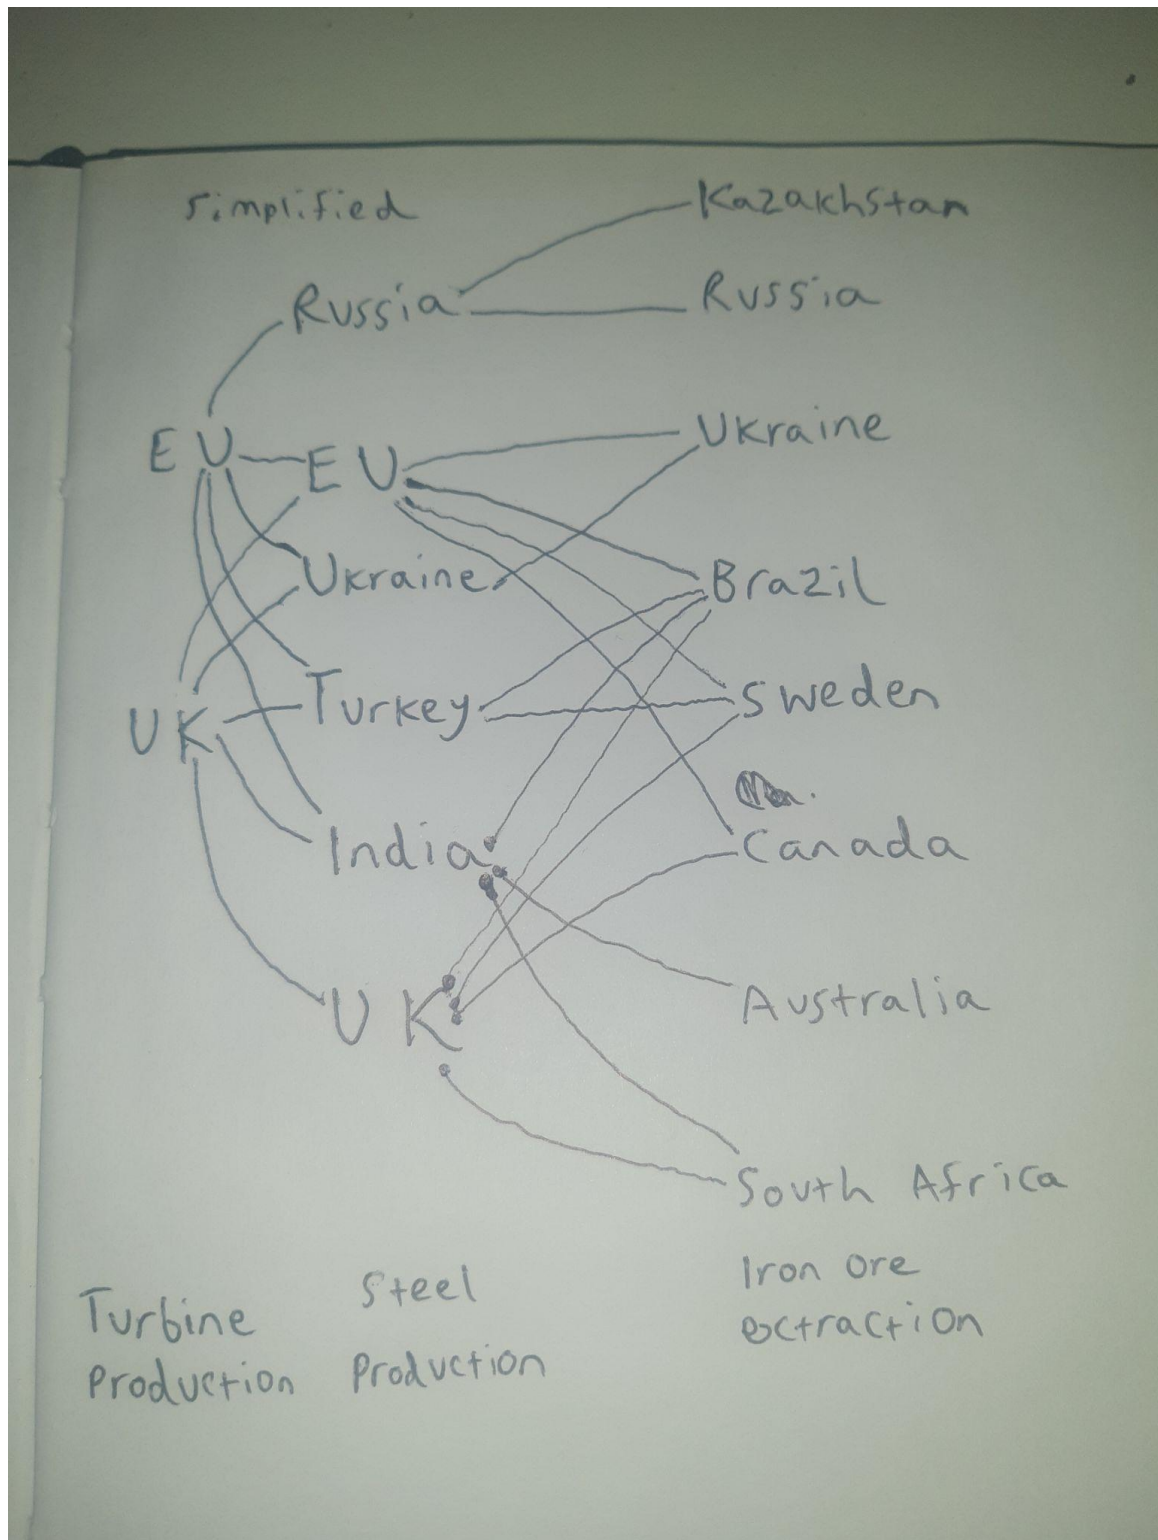 simplified
Kazakhstan
Russia
Russia
EU
EU
Ukraine
Ukraine
Brazil
UK
Turkey
Sweden
India
Canada
UK
Australia
South Africa
Turbine
Production
Steel
Production
Iron ore
extraction